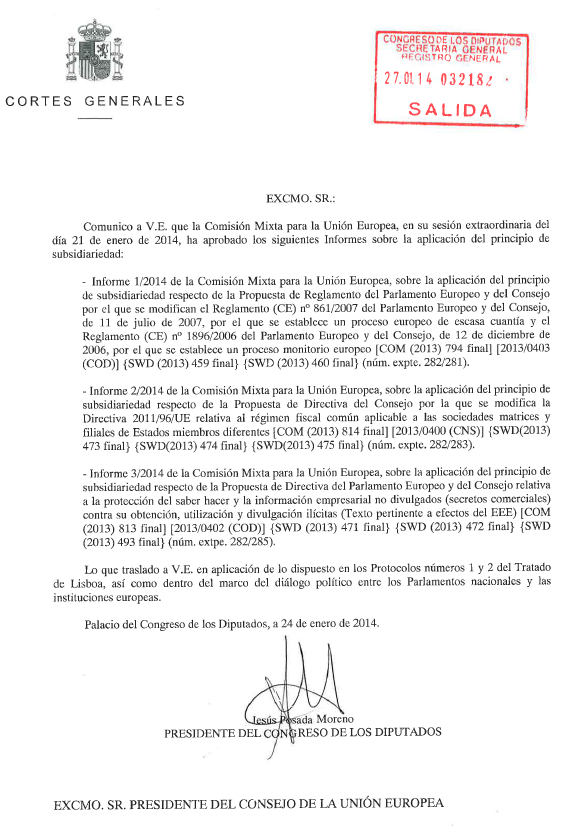 CORTES GENERALES
CONGRESO DE LOS DIPUTADOS
SECRETARIA GENERAL
REGISTRO GENERAL
27.01.14 032182
SALIDA
EXCMO. SR.:
Comunico a V.E. que la Comisión Mixta para la Unión Europea, en su sesión extraordinaria del
día 21 de enero de 2014, ha aprobado los siguientes Informes sobre la aplicación del principio de
subsidiariedad:
- Informe 1/2014 de la Comisión Mixta para la Unión Europea, sobre la aplicación del principio
de subsidiariedad respecto de la Propuesta de Reglamento del Parlamento Europeo y del Consejo
por el que se modifican el Reglamento (CE) nº 861/2007 del Parlamento Europeo y del Consejo,
de 11 de julio de 2007, por el que se establece un proceso europeo de escasa cuantía y el
Reglamento (CE) nº 1896/2006 del Parlamento Europeo y del Consejo, de 12 de diciembre de
2006, por el que se establece un proceso monitorio europeo [COM (2013) 794 final] [2013/0403
(COD)] {SWD (2013) 459 final} {SWD (2013) 460 final} (núm. expte. 282/281).
- Informe 2/2014 de la Comisión Mixta para la Unión Europea, sobre la aplicación del principio de
subsidiariedad respecto de la Propuesta de Directiva del Consejo por la que se modifica la
Directiva 2011/96/UE relativa al régimen fiscal común aplicable a las sociedades matrices y
filiales de Estados miembros diferentes [COM (2013) 814 final] [2013/0400 (CNS)] {SWD(2013)
473 final} {SWD(2013) 474 final} {SWD(2013) 475 final} (núm. expte. 282/283).
- Informe 3/2014 de la Comisión Mixta para la Unión Europea, sobre la aplicación del principio de
subsidiariedad respecto de la Propuesta de Directiva del Parlamento Europeo y del Consejo relativa
a la protección del saber hacer y la información empresarial no divulgados (secretos comerciales)
contra su obtención, utilización y divulgación ilícitas (Texto pertinente a efectos del EEE) [COM
(2013) 813 final] [2013/0402 (COD)] {SWD (2013) 471 final} {SWD (2013) 472 final} {SWD
(2013) 493 final} (núm. extpe. 282/285).
Lo que traslado a V.E. en aplicación de lo dispuesto en los Protocolos números 1 y 2 del Tratado
de Lisboa, así como dentro del marco del diálogo político entre los Parlamentos nacionales y las
instituciones europeas.
Palacio del Congreso de los Diputados, a 24 de enero de 2014.
Jesús Posada Moreno
PRESIDENTE DEL CONGRESO DE LOS DIPUTADOS
EXCMO. SR. PRESIDENTE DEL CONSEJO DE LA UNIÓN EUROPEA